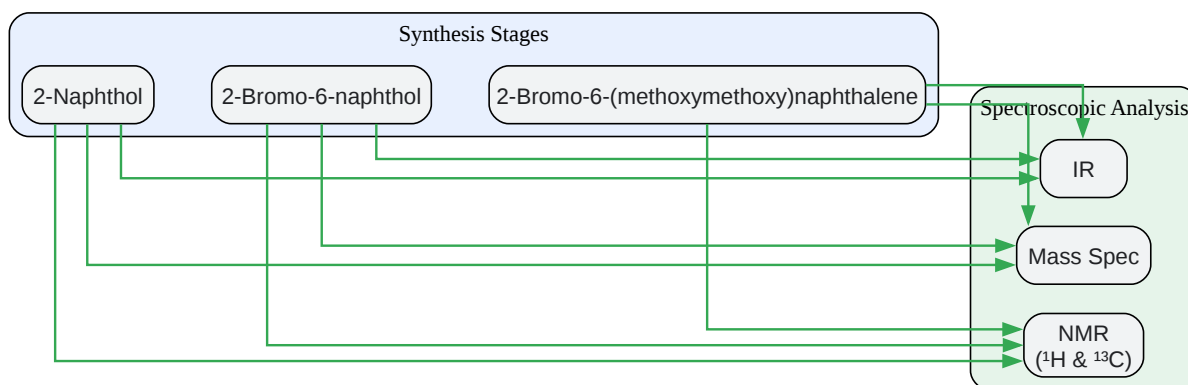 Synthesis Stages
2-Naphthol
2-Bromo-6-naphthol
2-Bromo-6-(methoxymethoxy)naphthalene
Spectroscopic Analysis
IR
Mass Spec
NMR
(¹H & ¹³C)